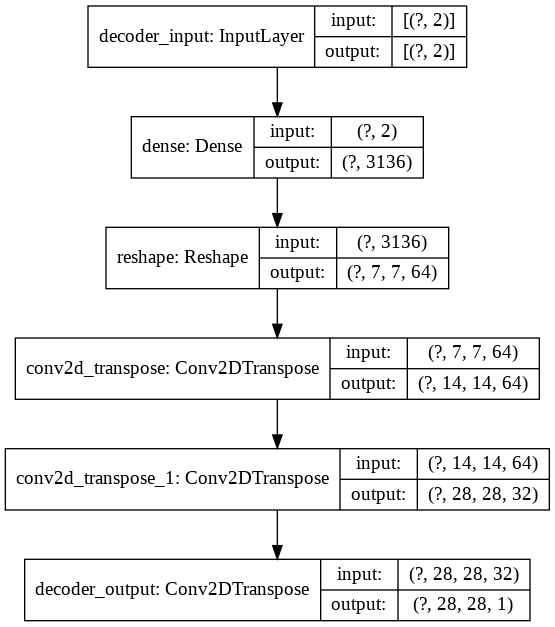 decoder_input: InputLayer
input: [(?, 2)]
output: [(?, 2)]
dense: Dense
input: (?, 2)
output: (?, 3136)
reshape: Reshape
input: (?, 3136)
output: (?, 7, 7, 64)
conv2d_transpose: Conv2DTranspose
input: (?, 7, 7, 64)
output: (?, 14, 14, 64)
conv2d_transpose_1: Conv2DTranspose
input: (?, 14, 14, 64)
output: (?, 28, 28, 32)
decoder_output: Conv2DTranspose
input: (?, 28, 28, 32)
output: (?, 28, 28, 1)